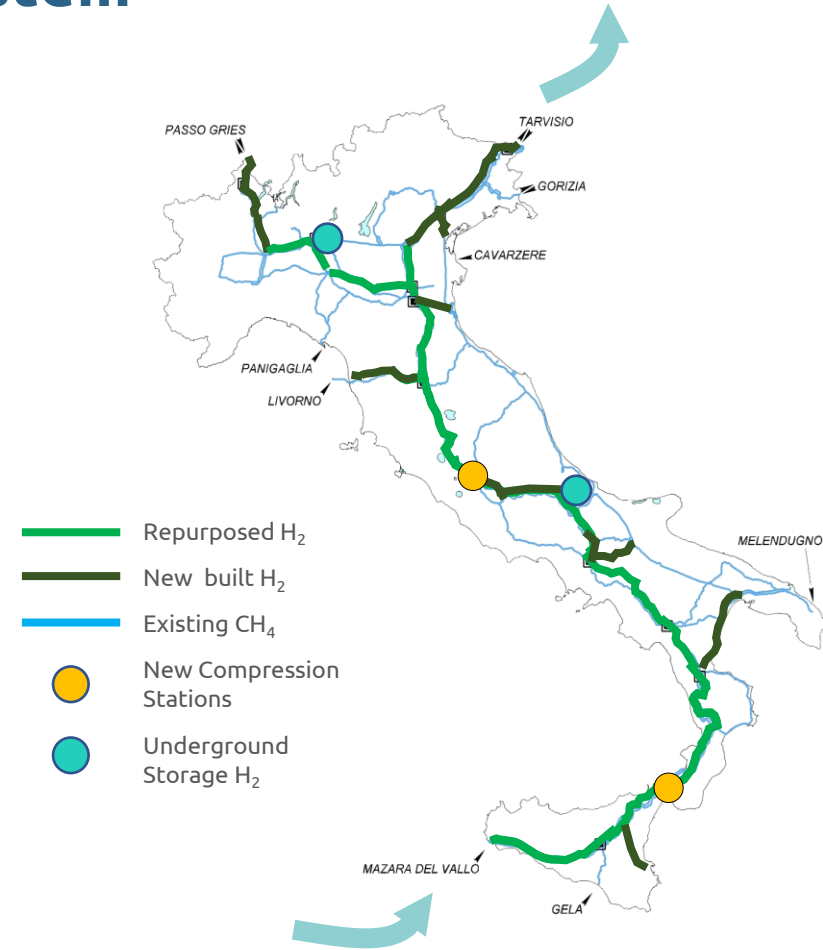 PASSO GRIES
TARVISIO
GORIZIA
CAVARZERE
PANIGAGLIA
LIVORNO
Repurposed H₂
New built H₂
MELENDUGNO
Existing CH₄
New Compression
Stations
Underground
Storage H₂
MAZARA DEL VALLO
GELA